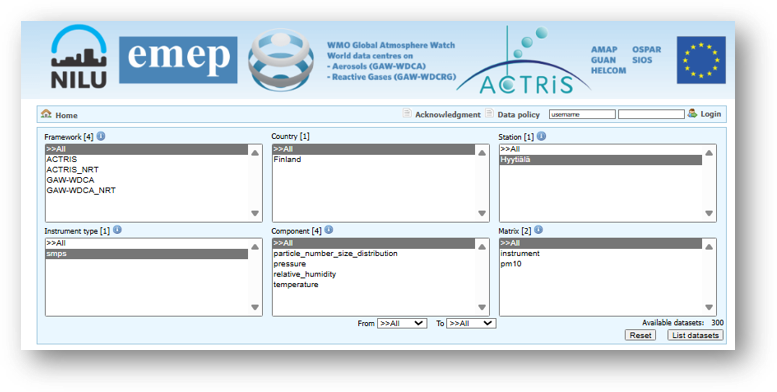 NILU
emep
WMO Global Atmosphere Watch
World data centres on
- Aerosols (GAW-WDCA)
- Reactive Gases (GAW-WDCRG)
ACTRiS
AMAP OSPAR
GUAN SIOS
HELCOM
Home
Acknowledgment Data policy username Login
Framework [4]
>>All
ACTRIS
ACTRIS_NRT
GAW-WDCA
GAW-WDCA_NRT
Country [1]
>>All
Finland
Station [1]
>>All
Hyytiälä
Instrument type [1]
>>All
smps
Component [4]
>>All
particle_number_size_distribution
pressure
relative_humidity
temperature
Matrix [2]
>>All
instrument
pm10
From >>All To >>All
Available datasets: 300
Reset List datasets